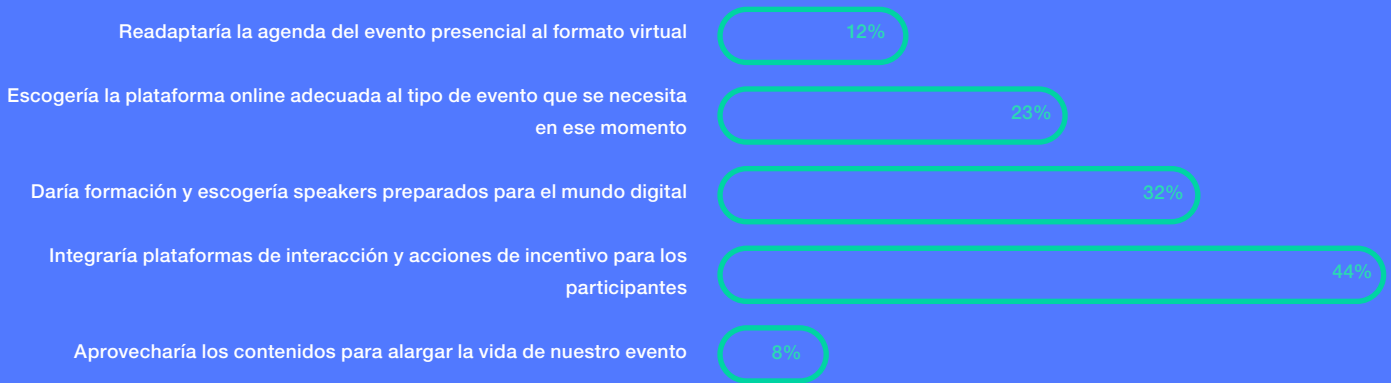 Readaptaría la agenda del evento presencial al formato virtual
12%
Escogería la plataforma online adecuada al tipo de evento que se necesita
en ese momento
23%
Daría formación y escogería speakers preparados para el mundo digital
32%
Integraría plataformas de interacción y acciones de incentivo para los
participantes
44%
Aprovecharía los contenidos para alargar la vida de nuestro evento
8%